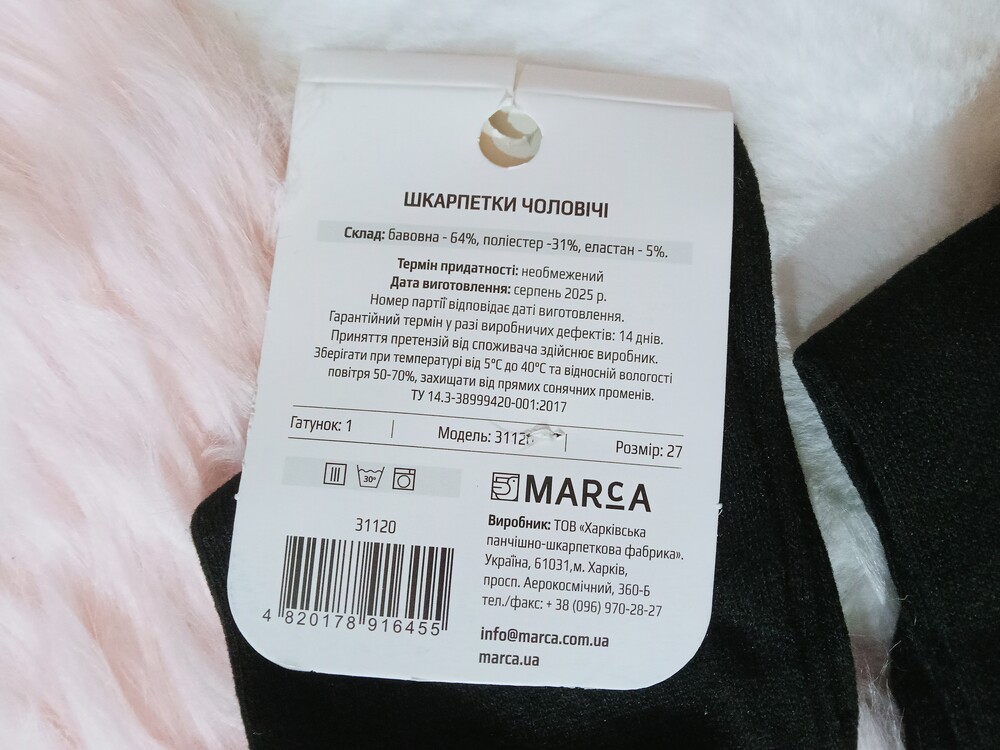 ШКАРПЕТКИ ЧОЛОВІЧІ
Склад: бавовна - 64%, поліестер -31%, еластан - 5%.
Термін придатності: необмежений
Дата виготовлення: серпень 2025 р.
Номер партії відповідає даті виготовлення.
Гарантійний термін у разі виробничих дефектів: 14 днів.
Приняття претензій від споживача здійснює виробник.
Зберігати при температурі від 5°С до 40°С та відносній вологості
повітря 50-70%, захищати від прямих сонячних променів.
ТУ 14.3-38999420-001:2017
Гатунок: 1 | Модель: 3112 | Розмір: 27
30°
MARCA
31120
4 820178 916455
Виробник: ТОВ «Харківська
панчішно-шкарпеткова фабрика».
Україна, 61031,м. Харків,
просп. Аерокосмічний, 360-Б
тел./факс: + 38 (096) 970-28-27
info@marca.com.ua
marca.ua